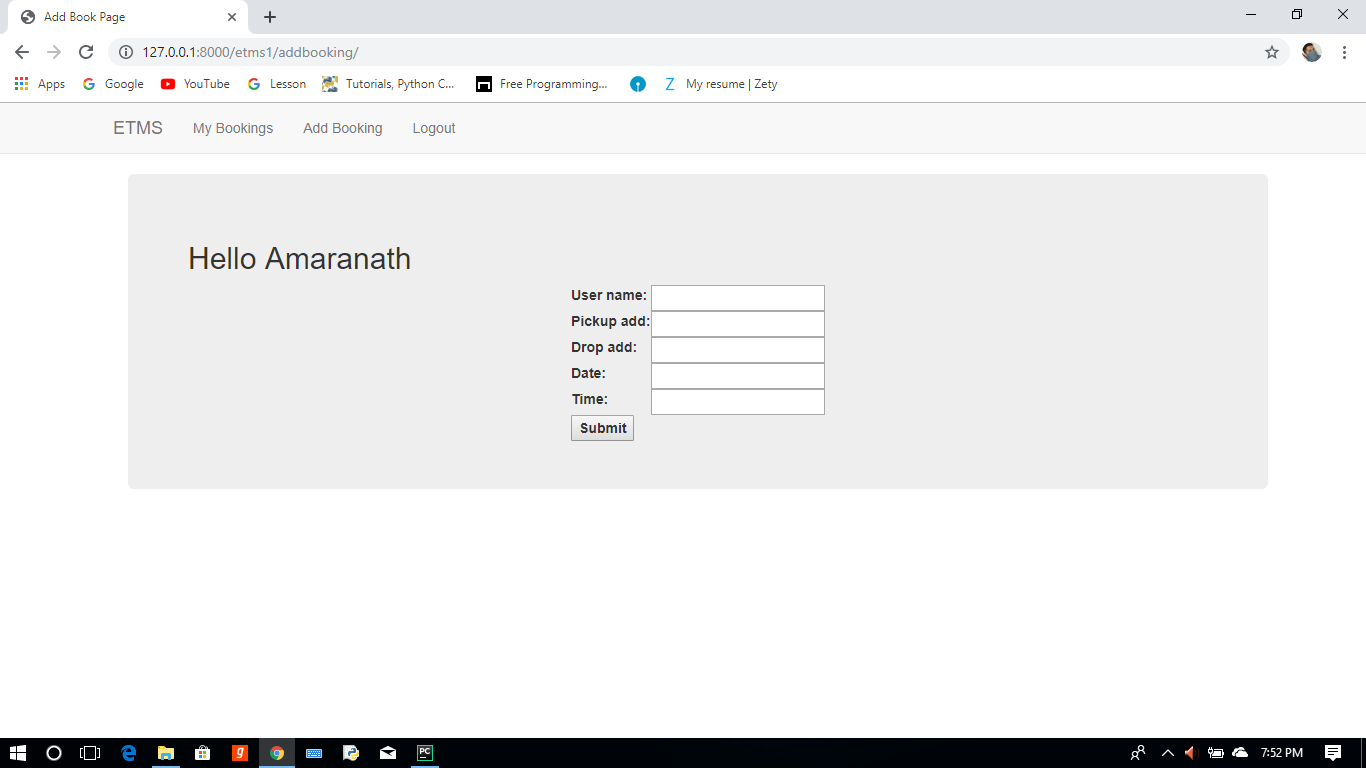 Add Book Page
127.0.0.1:8000/etms1/addbooking/
Apps Google YouTube Lesson Tutorials, Python C... Free Programming... Z My resume | Zety
ETMS My Bookings Add Booking Logout
Hello Amaranath
User name:
Pickup add:
Drop add:
Date:
Time:
Submit
g PC 7:52 PM